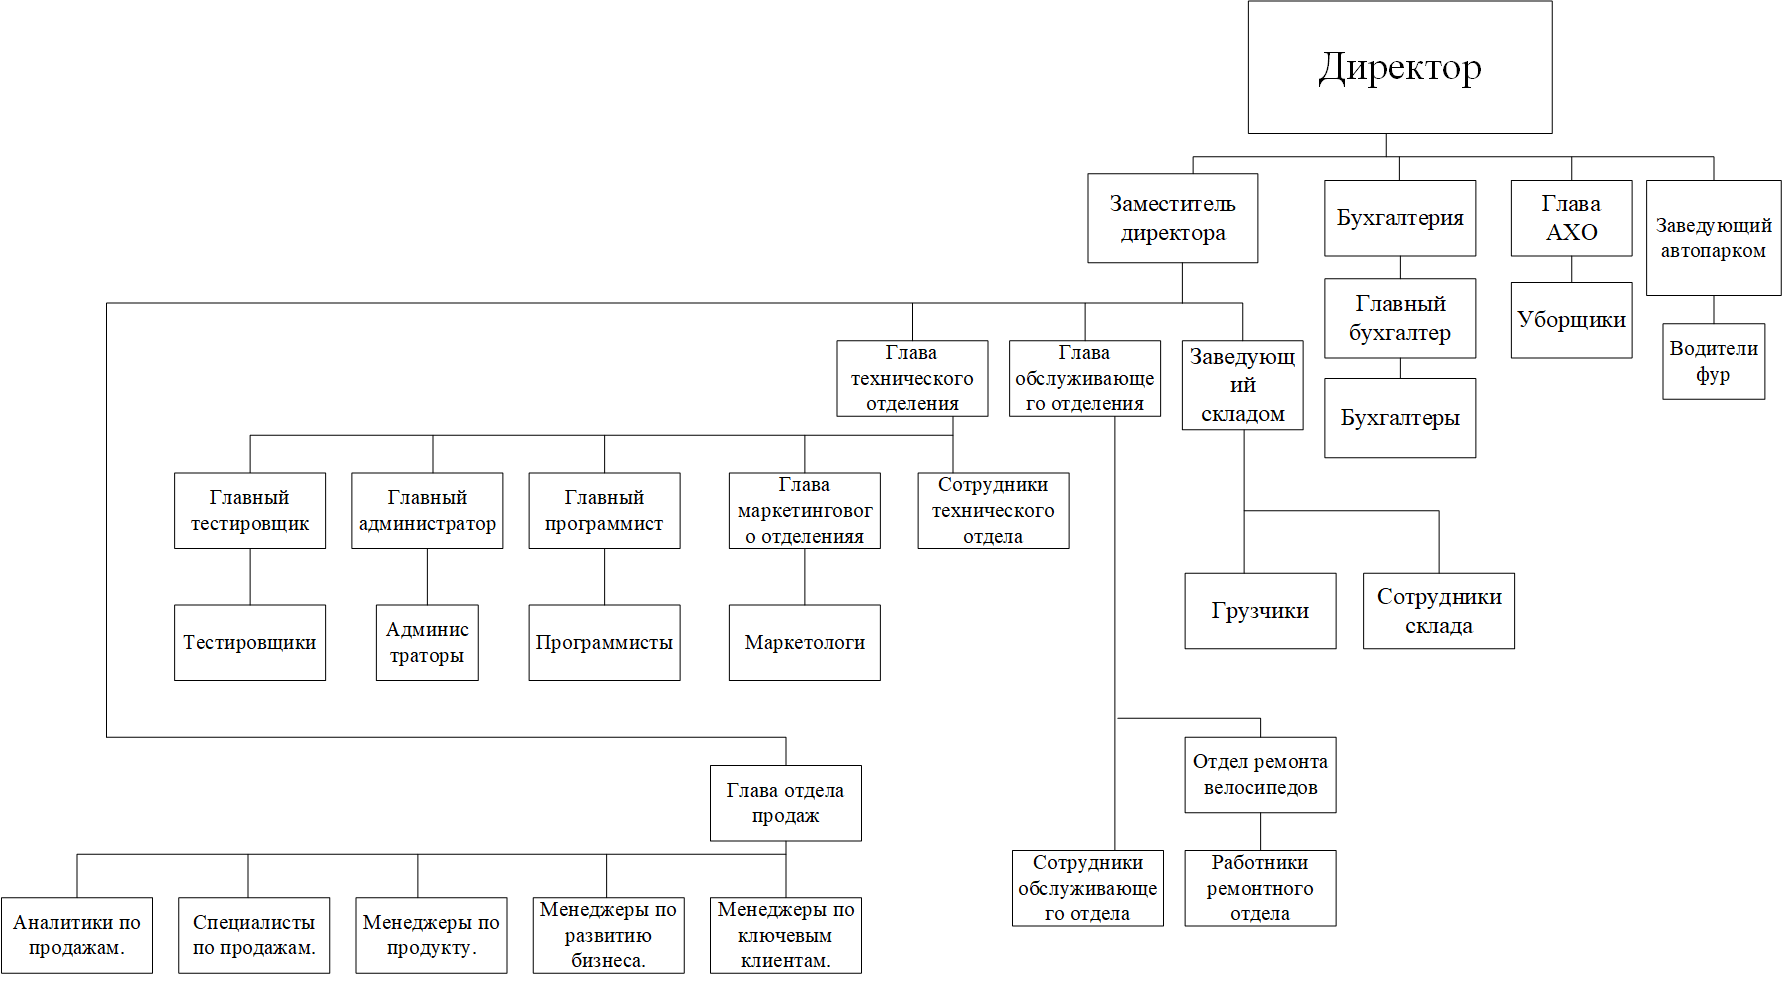 Директор
Заместитель
директора
Бухгалтерия
Глава
АХО
Заведующий
автопарком
Главный
бухгалтер
Уборщики
Водители
фур
Бухгалтеры
Глава
технического
отделения
Глава
обслуживающе
го отделения
Заведующ
ий
складом
Главный
тестировщик
Главный
администратор
Главный
программист
Глава
маркетинговог
о отделенияя
Сотрудники
технического
отдела
Тестировщики
Админис
траторы
Программисты
Маркетологи
Грузчики
Сотрудники
склада
Глава отдела
продаж
Отдел ремонта
велосипедов
Сотрудники
обслуживающе
го отдела
Работники
ремонтного
отдела
Аналитики по
продажам.
Специалисты
по продажам.
Менеджеры по
продукту.
Менеджеры по
развитию
бизнеса.
Менеджеры по
ключевым
клиентам.